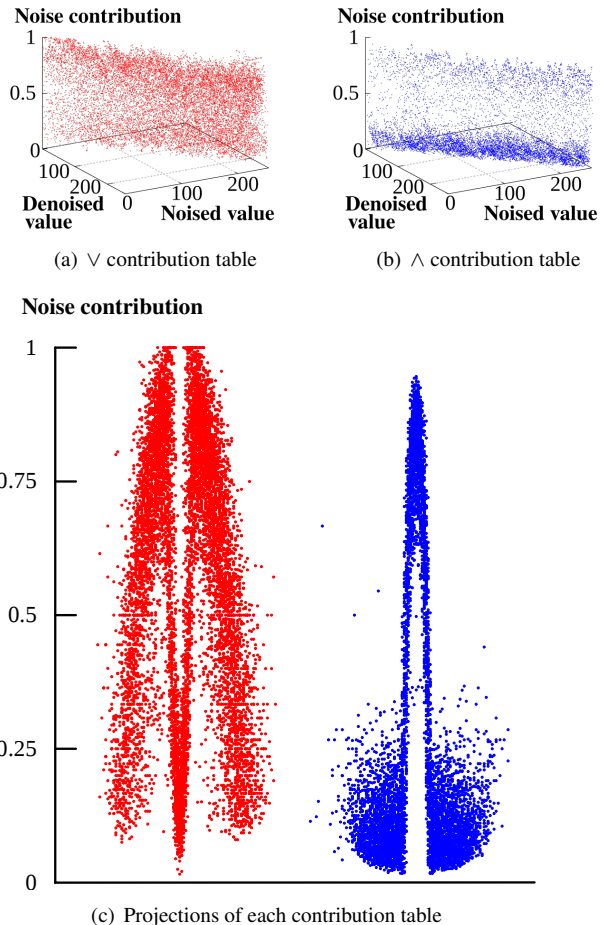 Noise contribution
1
0.5
0
100
200
Denoised
value
0
100
200
Noised value
(a) ∨ contribution table
Noise contribution
1
0.5
0
100
200
Denoised
value
0
100
200
Noised value
(b) ∧ contribution table
Noise contribution
1
0.75
0.5
0.25
0
(c) Projections of each contribution table